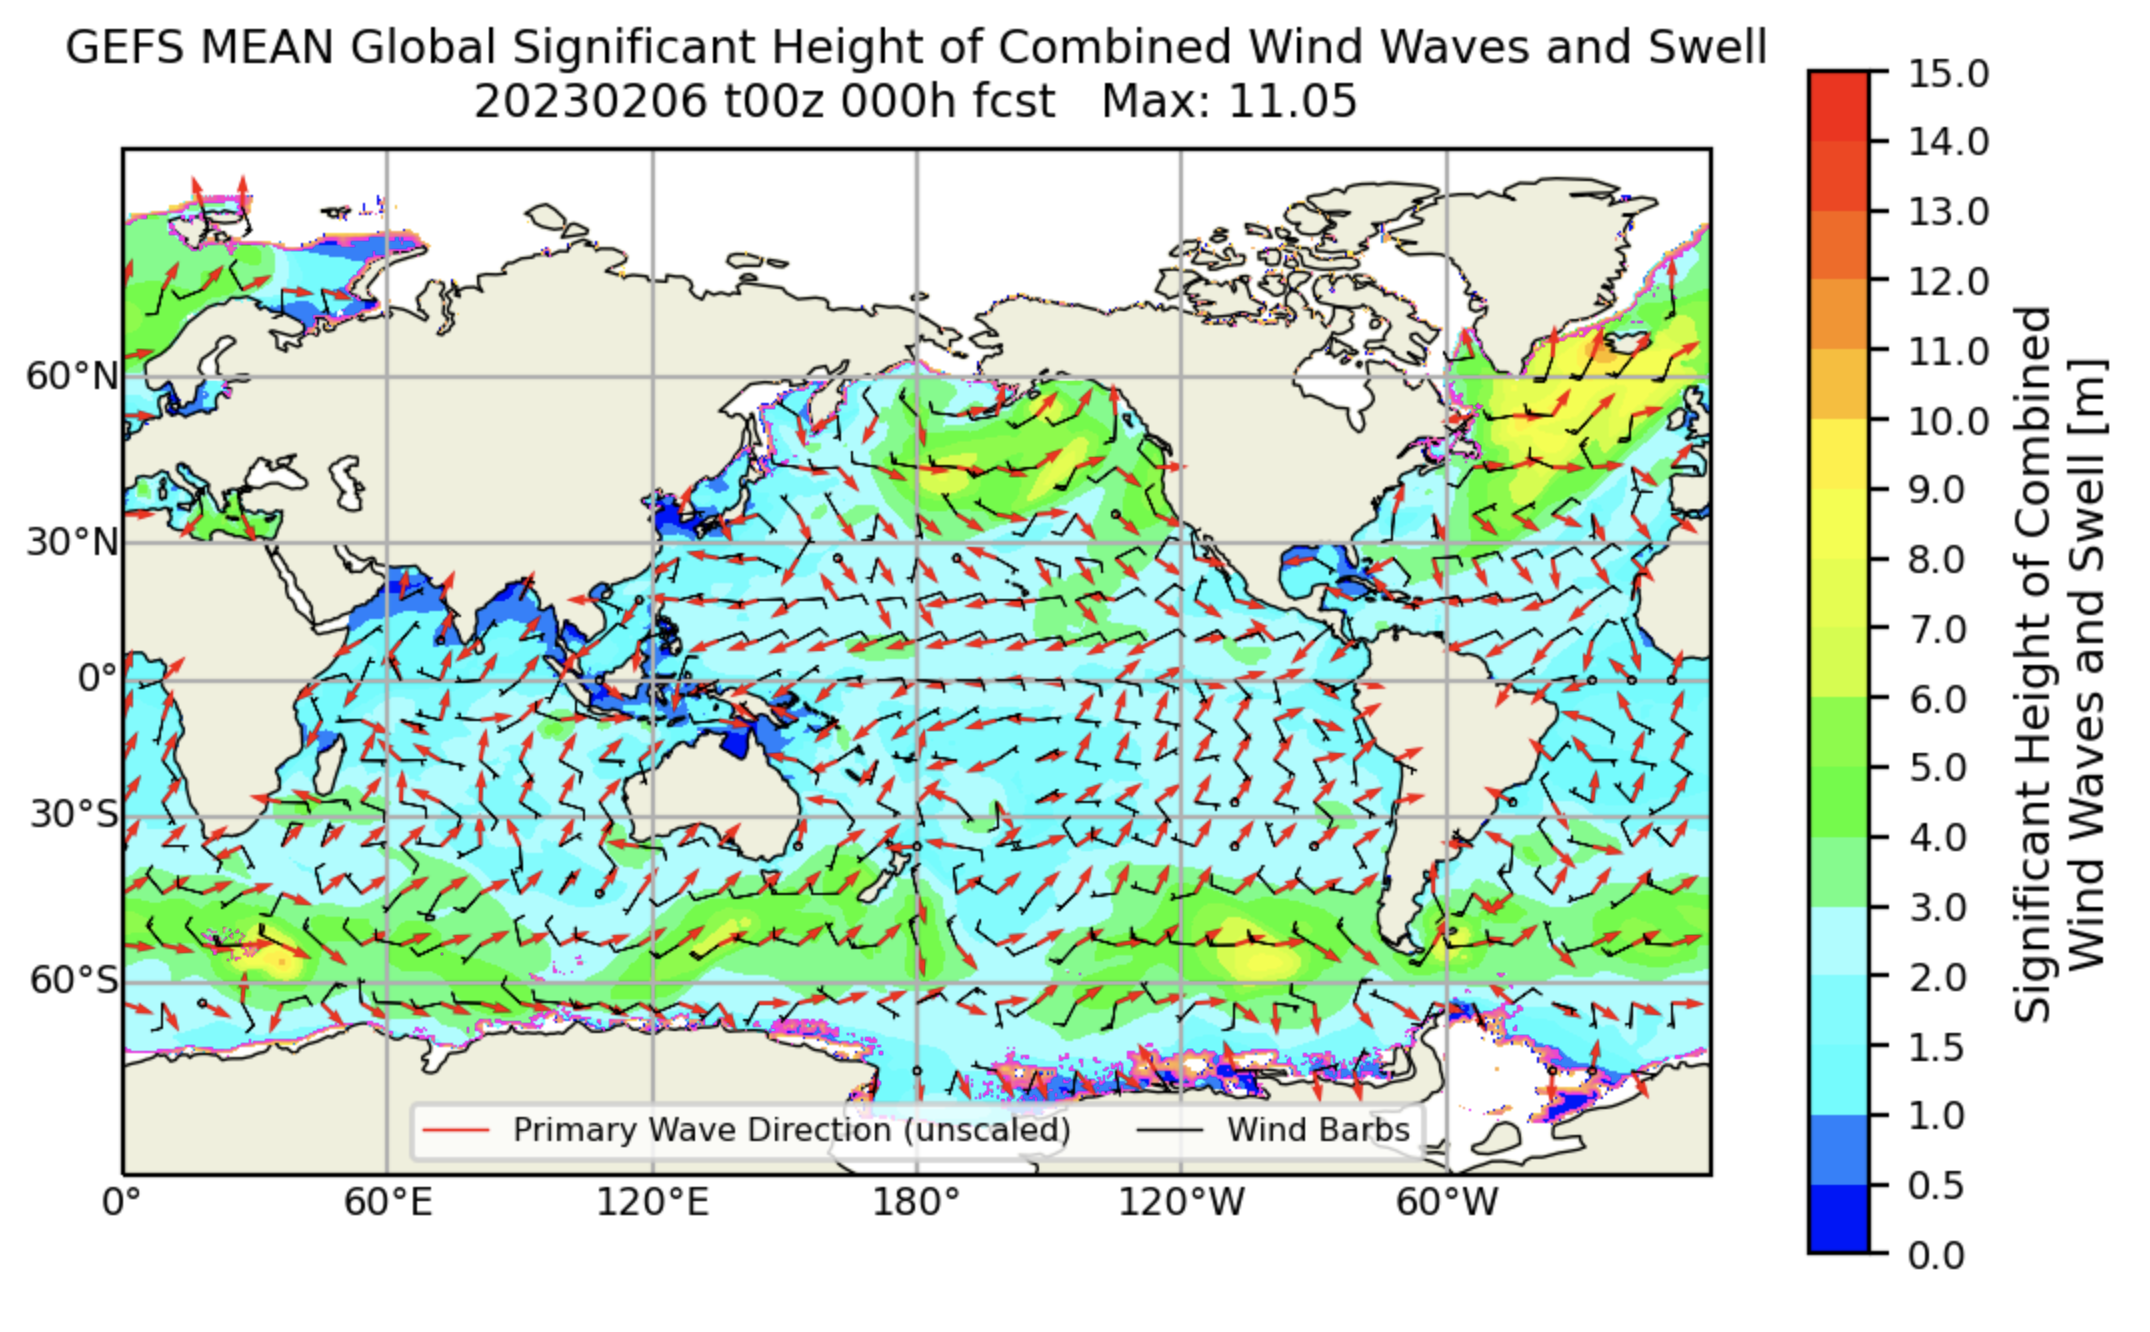 GEFS MEAN Global Significant Height of Combined Wind Waves and Swell
20230206 t00z 000h fcst Max: 11.05
60°N
30°N
0°
30°S
60°S
0°
60°E
120°E
180°
120°W
60°W
Primary Wave Direction (unscaled)
Wind Barbs
15.0
14.0
13.0
12.0
11.0
10.0
9.0
8.0
7.0
6.0
5.0
4.0
3.0
2.0
1.5
1.0
0.5
0.0
Significant Height of Combined
Wind Waves and Swell [m]